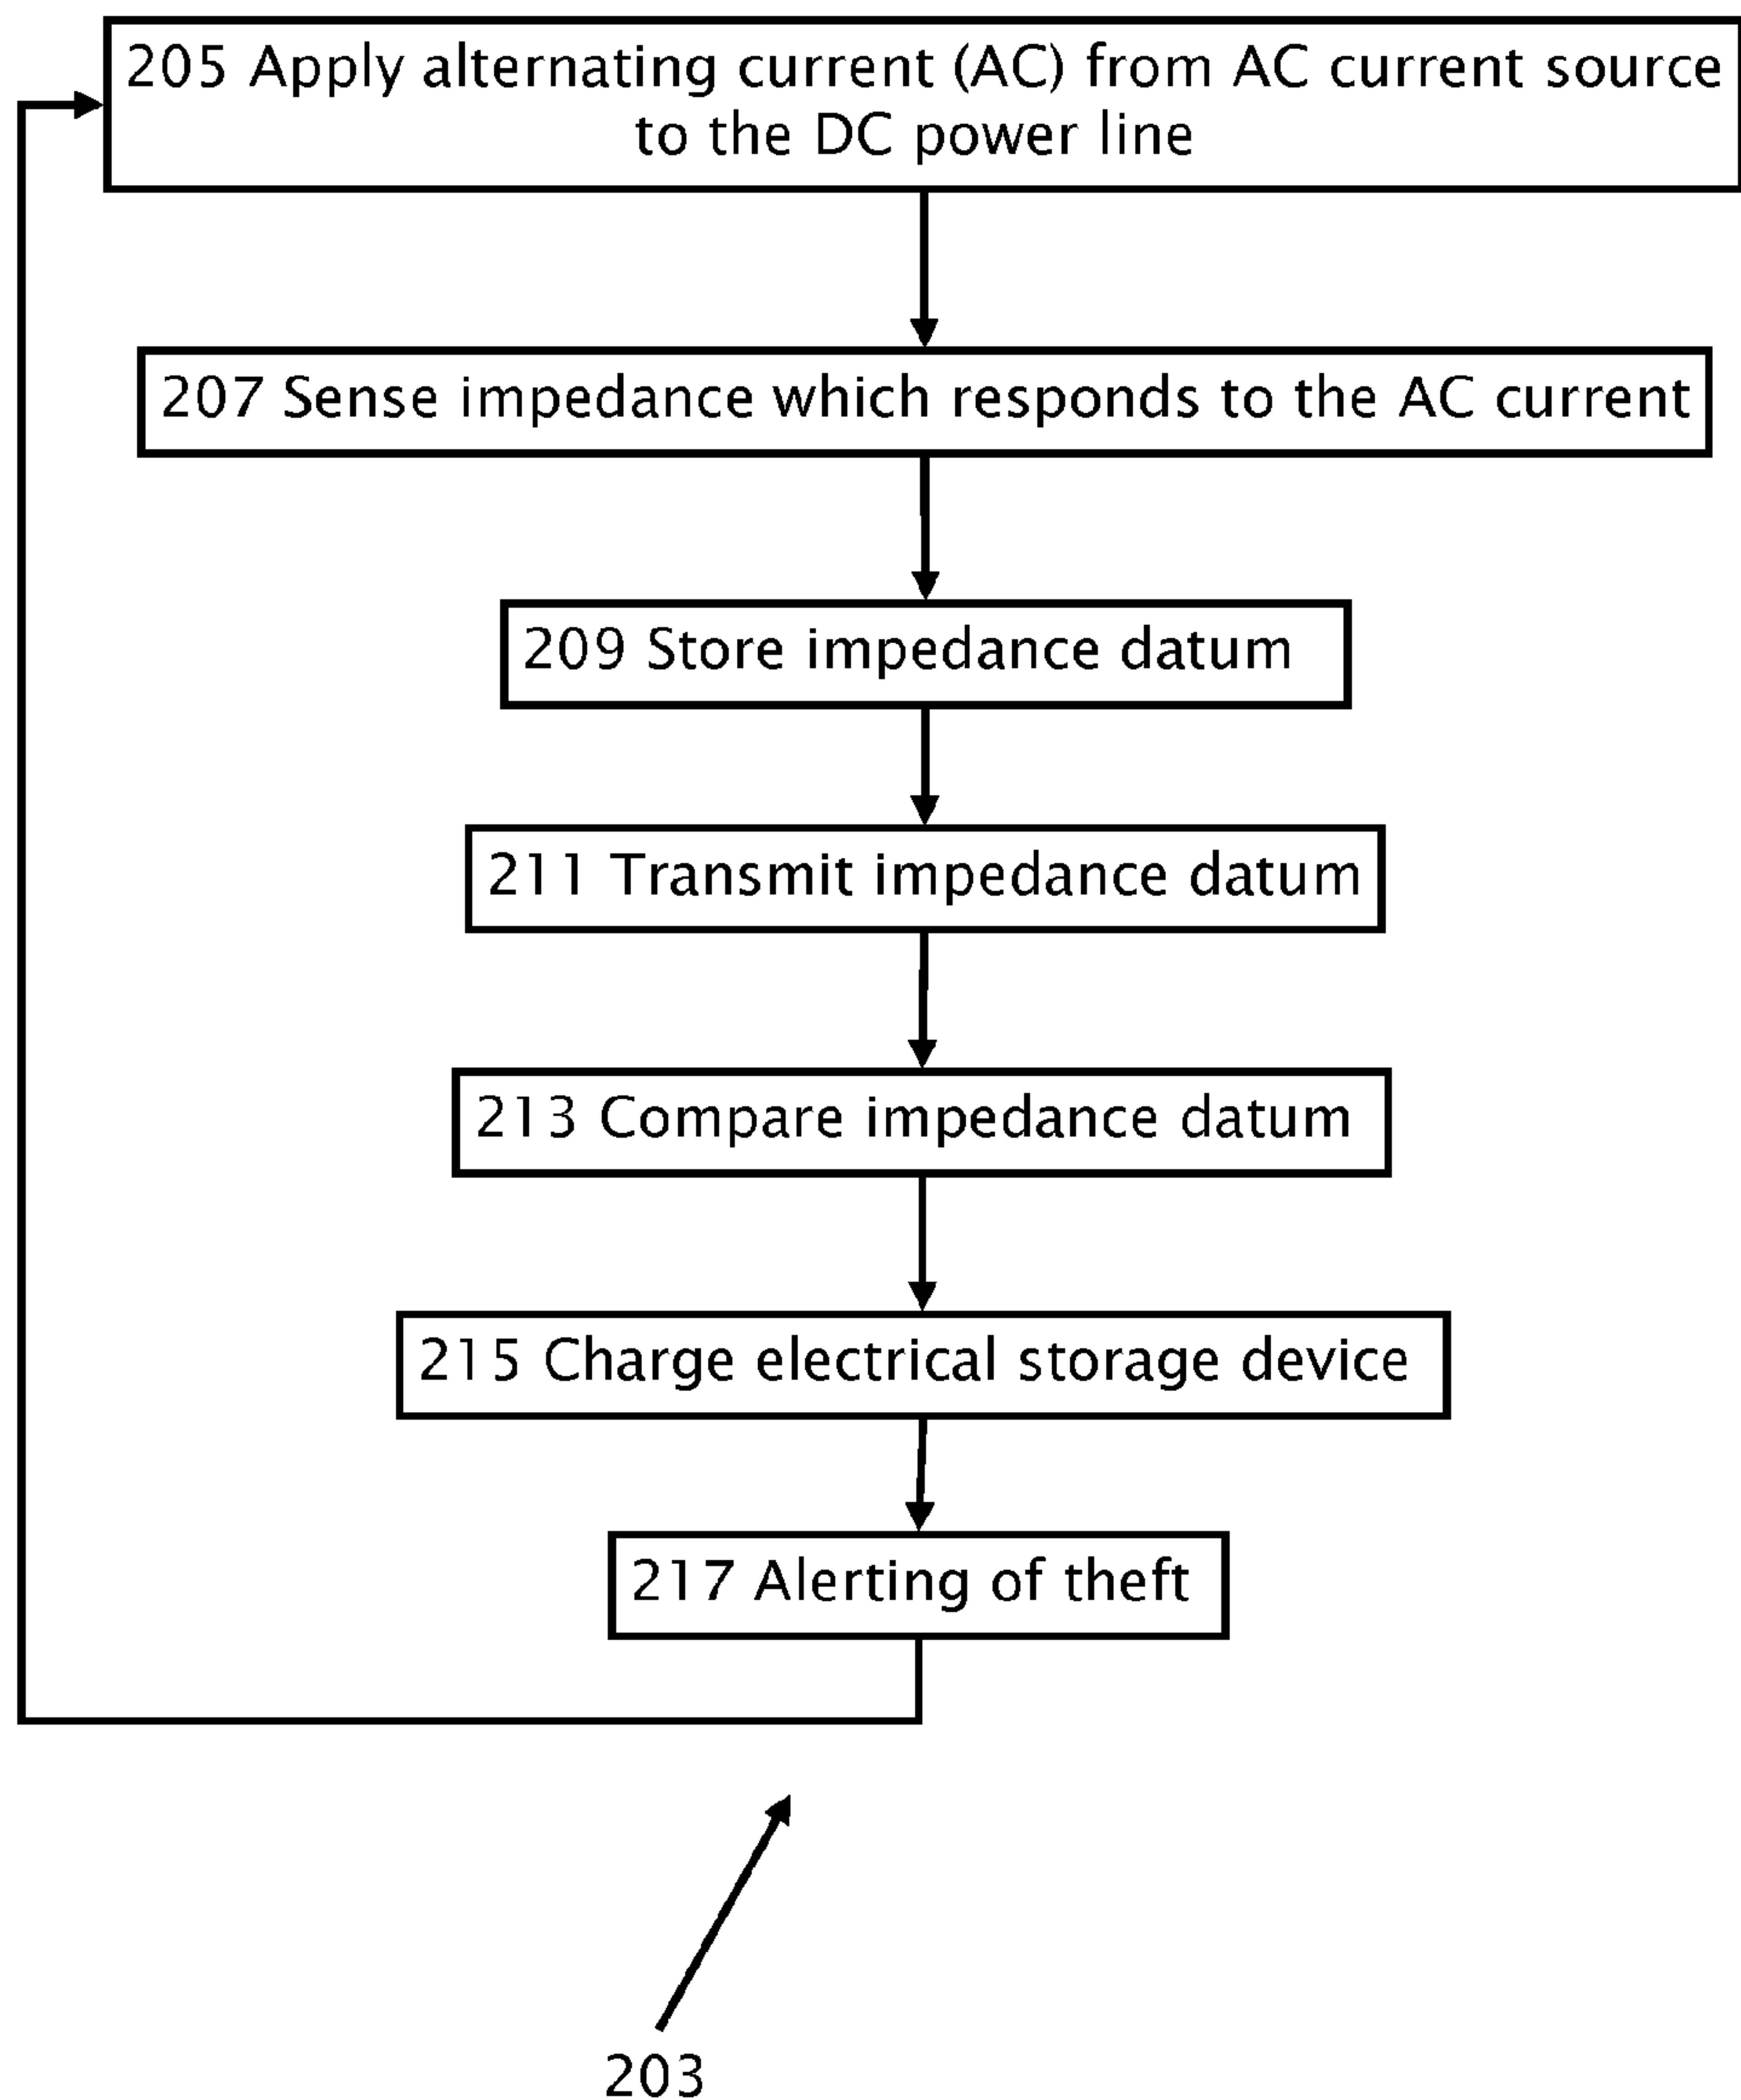 205 Apply alternating current (AC) from AC current source
to the DC power line
207 Sense impedance which responds to the AC current
209 Store impedance datum
211 Transmit impedance datum
213 Compare impedance datum
215 Charge electrical storage device
217 Alerting of theft
203